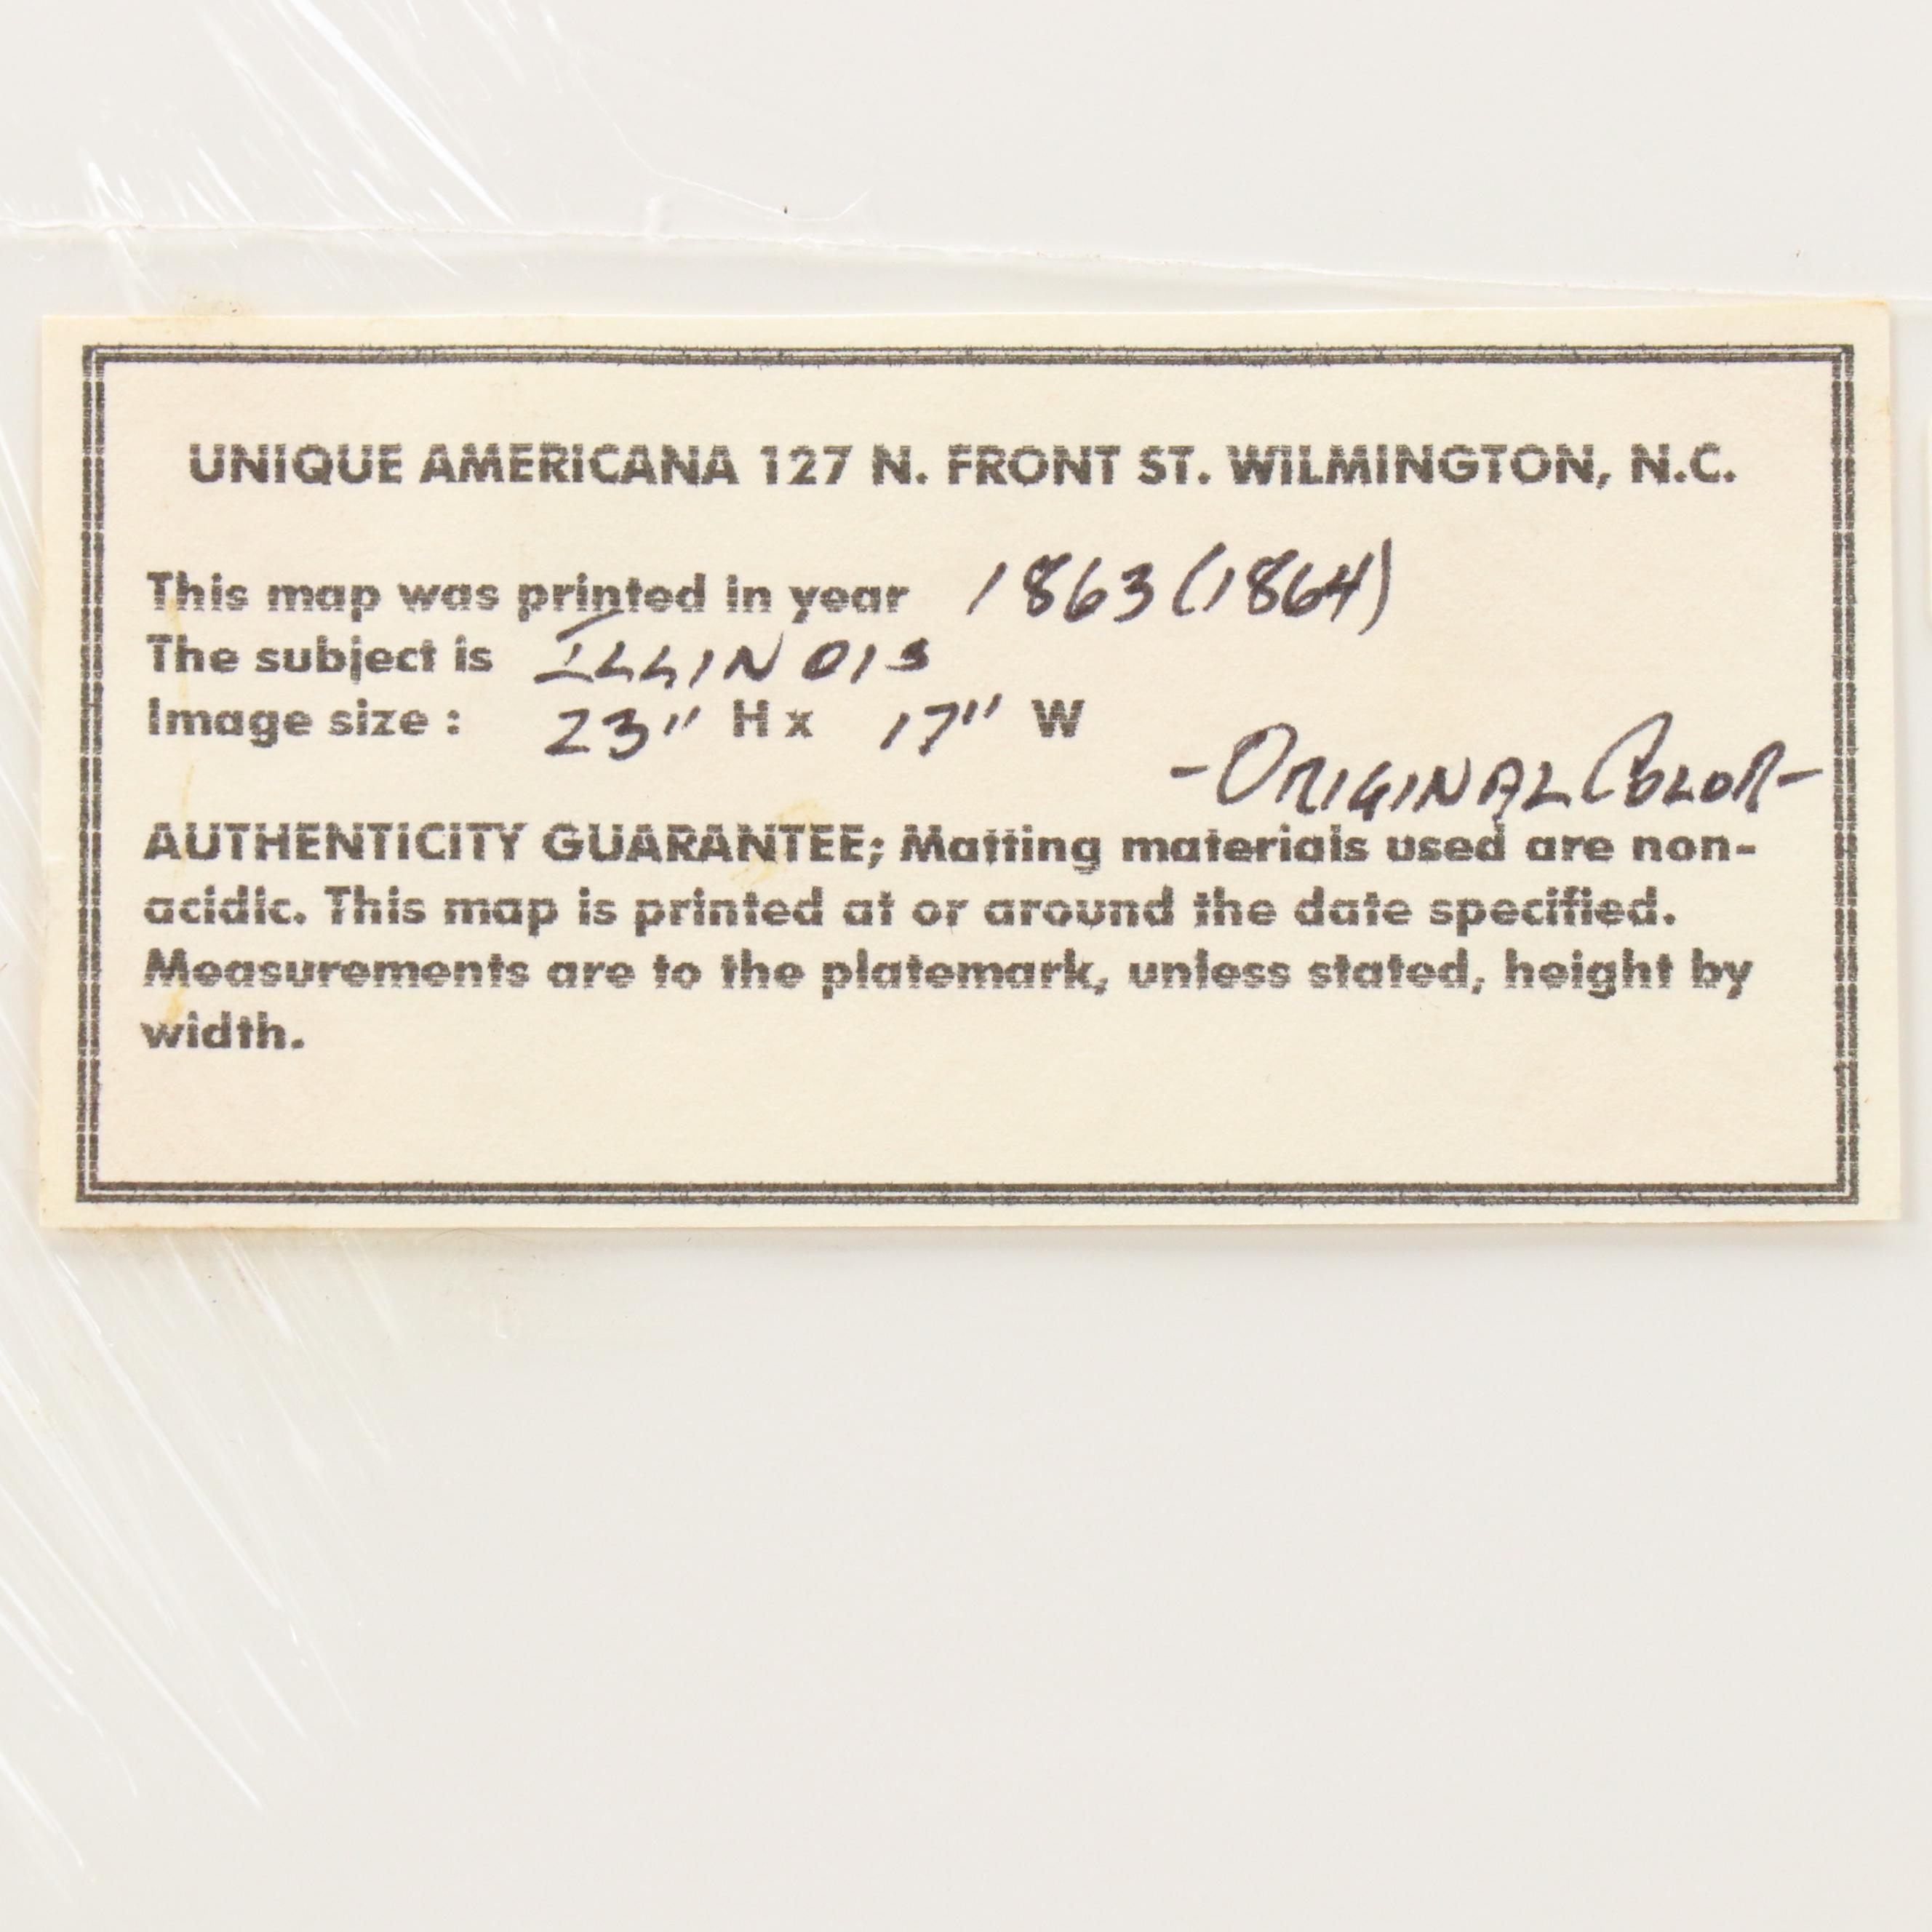 UNIQUE AMERICANA 127 N. FRONT ST. WILMINGTON, N.C.
This map was printed in year 1863 (1864)
The subject is ILLINOIS
Image size : 23" H x 17" W
-ORIGINAL COLOR-
AUTHENTICITY GUARANTEE; Matting materials used are non-
acidic. This map is printed at or around the date specified.
Measurements are to the platemark, unless stated, height by
width.